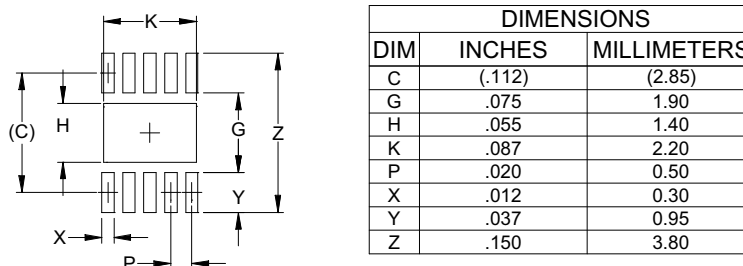 K
(C)
H
G
Z
Y
X
P
DIMENSIONS
DIM INCHES MILLIMETERS
C (.112) (2.85)
G .075 1.90
H .055 1.40
K .087 2.20
P .020 0.50
X .012 0.30
Y .037 0.95
Z .150 3.80